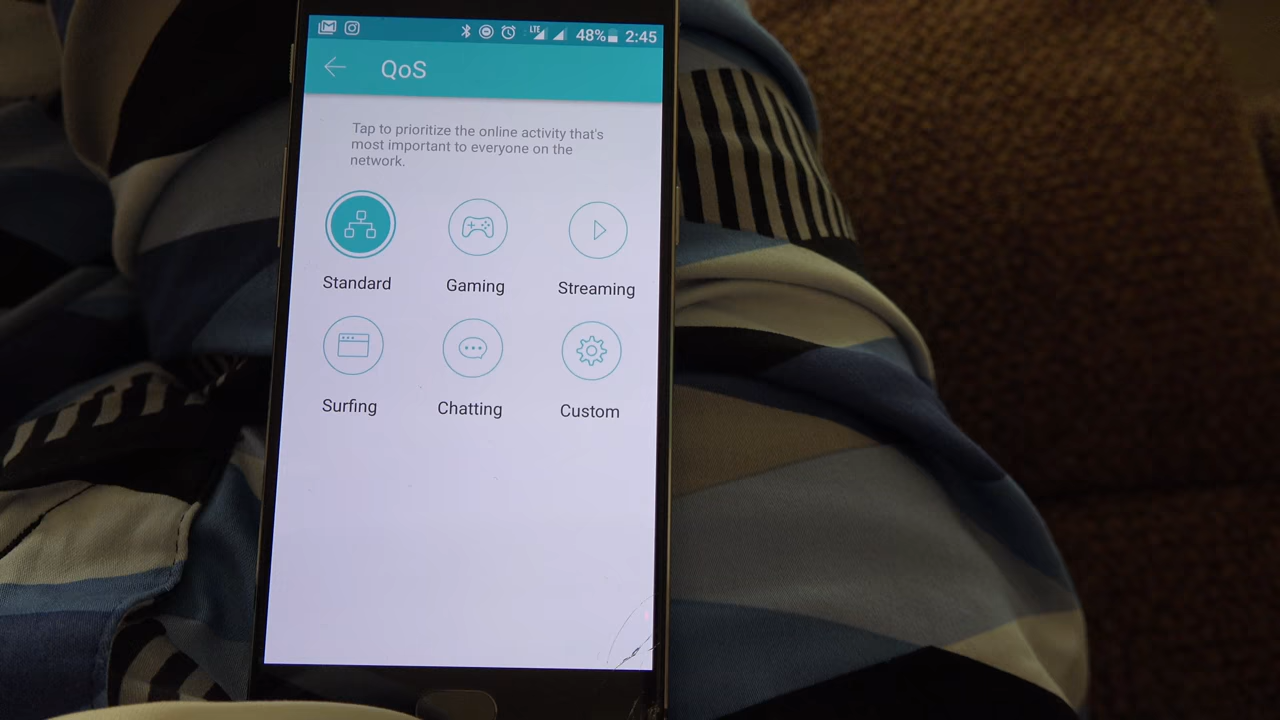 LTE 48% 2:45
QoS
Tap to prioritize the online activity that's
most important to everyone on the
network.
Standard Gaming Streaming
Surfing Chatting Custom